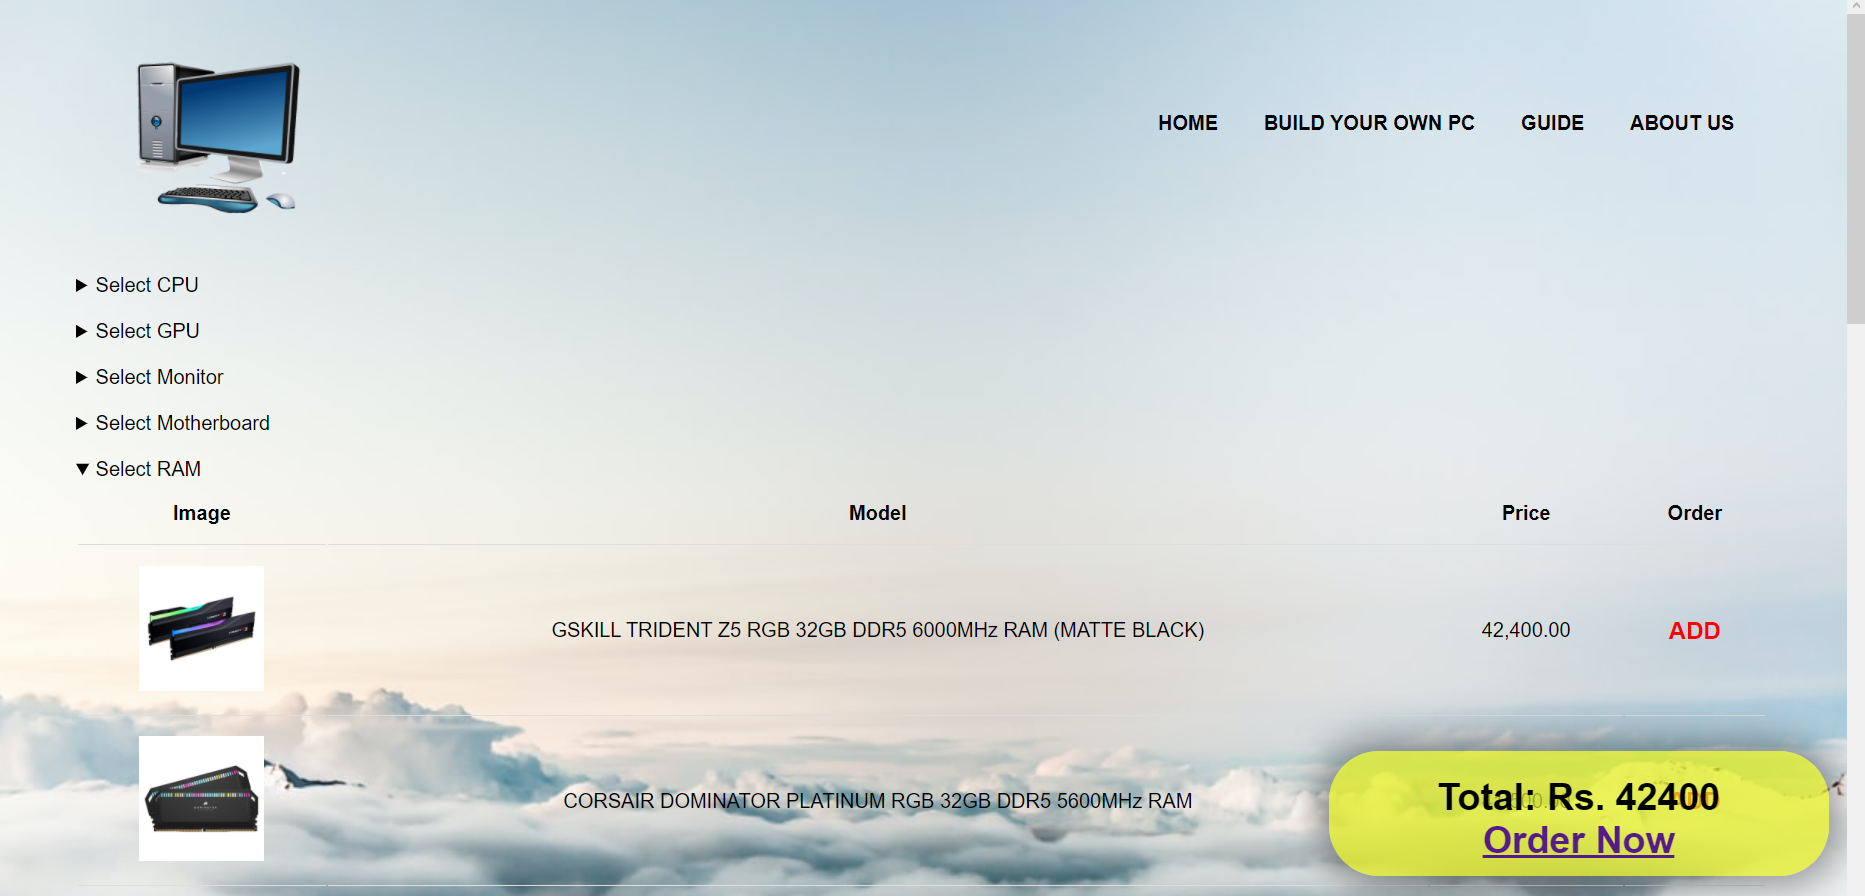 HOME BUILD YOUR OWN PC GUIDE ABOUT US
Select CPU
Select GPU
Select Monitor
Select Motherboard
Select RAM
Image Model Price Order
GSKILL TRIDENT Z5 RGB 32GB DDR5 6000MHz RAM (MATTE BLACK) 42,400.00 ADD
CORSAIR DOMINATOR PLATINUM RGB 32GB DDR5 5600MHz RAM
Total: Rs. 42400
Order Now